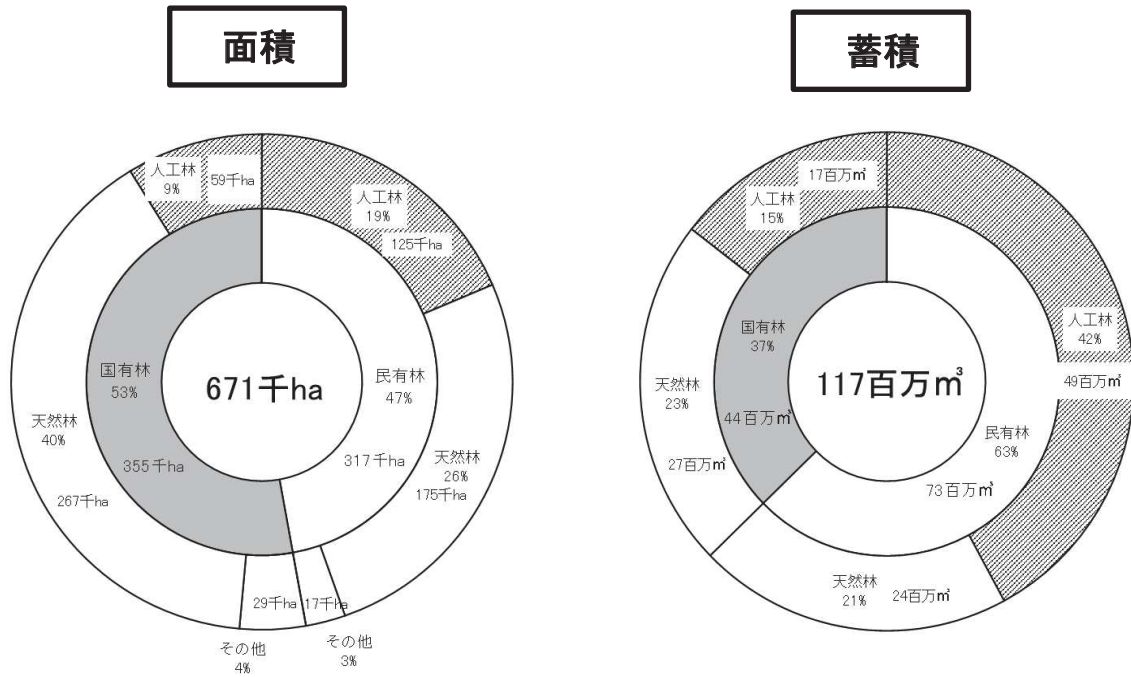 面積
人工林
9%
59千ha
人工林
19%
125千ha
国有林
53%
355千ha
671千ha
民有林
47%
317千ha
天然林
40%
267千ha
天然林
26%
175千ha
29千ha
17千ha
その他
4%
その他
3%
蓄積
17百万㎥
人工林
15%
人工林
42%
49百万㎥
国有林
37%
44百万㎥
117百万㎥
民有林
63%
73百万㎥
天然林
23%
27百万㎥
天然林
21%
24百万㎥